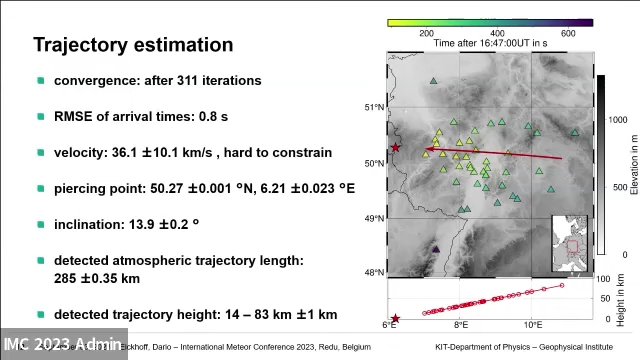 Trajectory estimation
convergence: after 311 iterations
RMSE of arrival times: 0.8 s
velocity: 36.1 ±10.1 km/s , hard to constrain
piercing point: 50.27 ±0.001 °N, 6.21 ±0.023 °E
inclination: 13.9 ±0.2 °
detected atmospheric trajectory length:
285 ±0.35 km
detected trajectory height: 14 – 83 km ±1 km
200 400 600
Time after 16:47:00UT in s
51°N
50°N
49°N
48°N
1000
500
0
Elevation in m
100
50
0
Height in km
6°E 8°E 10°E
IMC 2023 Admin
Eickhoff, Dario – International Meteor Conference 2023, Redu, Belgium
KIT-Department of Physics – Geophysical Institute